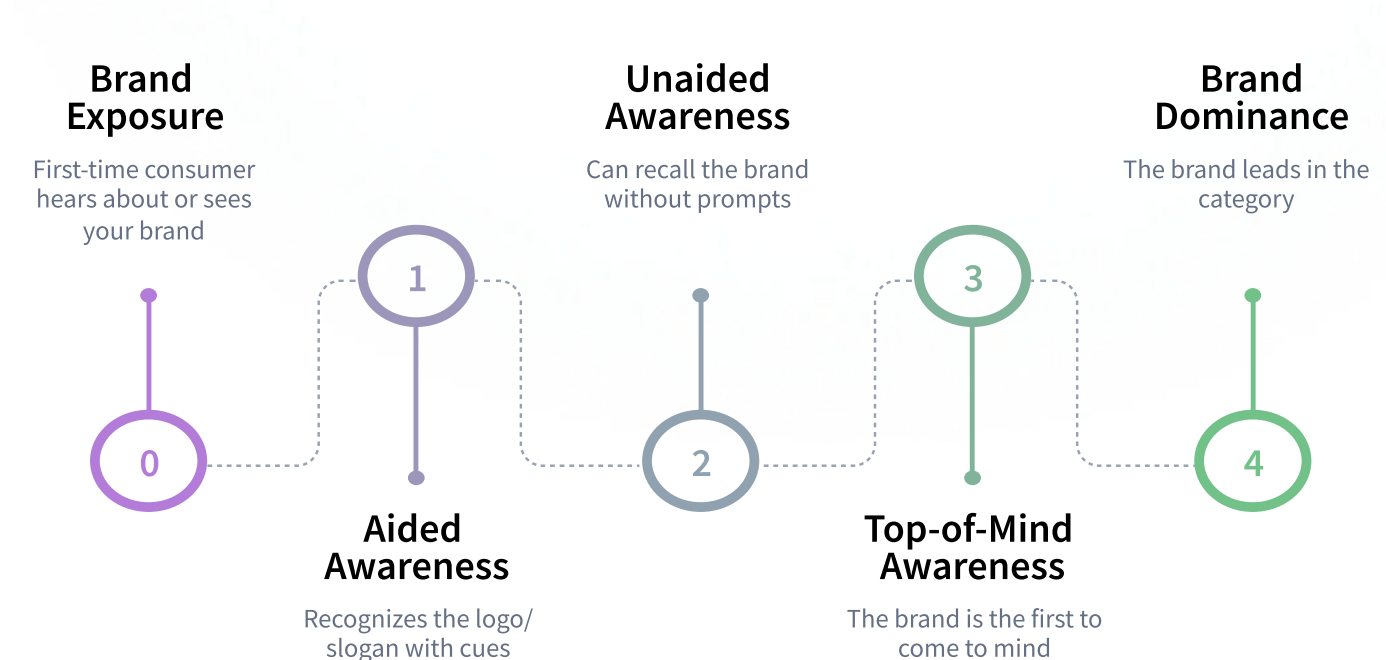 Brand
Exposure
First-time consumer
hears about or sees
your brand
0
1
Aided
Awareness
Recognizes the logo/
slogan with cues
Unaided
Awareness
Can recall the brand
without prompts
2
3
Top-of-Mind
Awareness
The brand is the first to
come to mind
Brand
Dominance
The brand leads in the
category
4